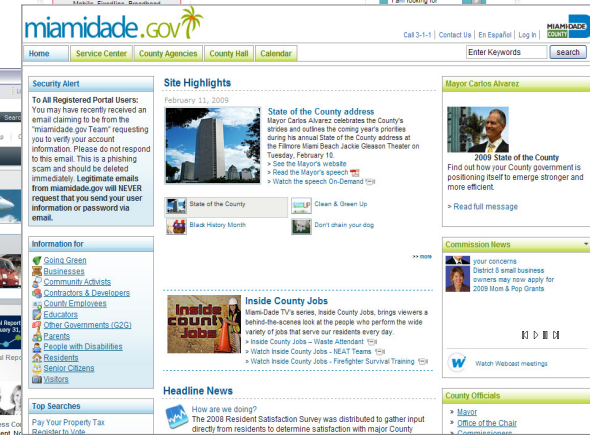 Mobile, Fixedline, Broadband
I am looking for
miamidade.gov
Call 3-1-1 | Contact Us | En Español | Log In |
MIAMI-DADE
COUNTY
Home
Service Center
County Agencies
County Hall
Calendar
Enter Keywords
search
Security Alert
To All Registered Portal Users:
You may have recently received an
email claiming to be from the
"miamidade.gov Team" requesting
you to verify your account
information. Please do not respond
to this email. This is a phishing
scam and should be deleted
immediately. Legitimate emails
from miamidade.gov will NEVER
request that you send your user
information or password via
email.
Information for
Going Green
Businesses
Community Activists
Contractors & Developers
County Employees
Educators
Other Governments (G2G)
Parents
People with Disabilities
Residents
Senior Citizens
Visitors
Top Searches
Pay Your Property Tax
Register to Vote
Site Highlights
February 11, 2009
State of the County address
Mayor Carlos Alvarez celebrates the County's
strides and outlines the coming year's priorities
during his annual State of the County address at
the Fillmore Miami Beach Jackie Gleason Theater on
Tuesday, February 10.
> See the Mayor's website
> Read the Mayor's speech
> Watch the speech On-Demand
State of the County
Clean & Green Up
Black History Month
Don't chain your dog
>> more
Inside
County
Jobs
Inside County Jobs
Miami-Dade TV's series, Inside County Jobs, brings viewers a
behind-the-scenes look at the people who perform the wide
variety of jobs that serve our residents every day.
> Inside County Jobs – Waste Attendant
> Watch Inside County Jobs - NEAT Teams
> Watch Inside County Jobs - Firefighter Survival Training
Headline News
How are we doing?
The 2008 Resident Satisfaction Survey was distributed to gather input
directly from residents to determine satisfaction with major County
Mayor Carlos Alvarez
2009 State of the County
Find out how your County government is
positioning itself to emerge stronger and
more efficient.
> Read full message
Commission News
your concerns
District 8 small business
owners may now apply for
2009 Mom & Pop Grants
Watch Webcast meetings
County Officials
> Mayor
> Office of the Chair
> Commissioners